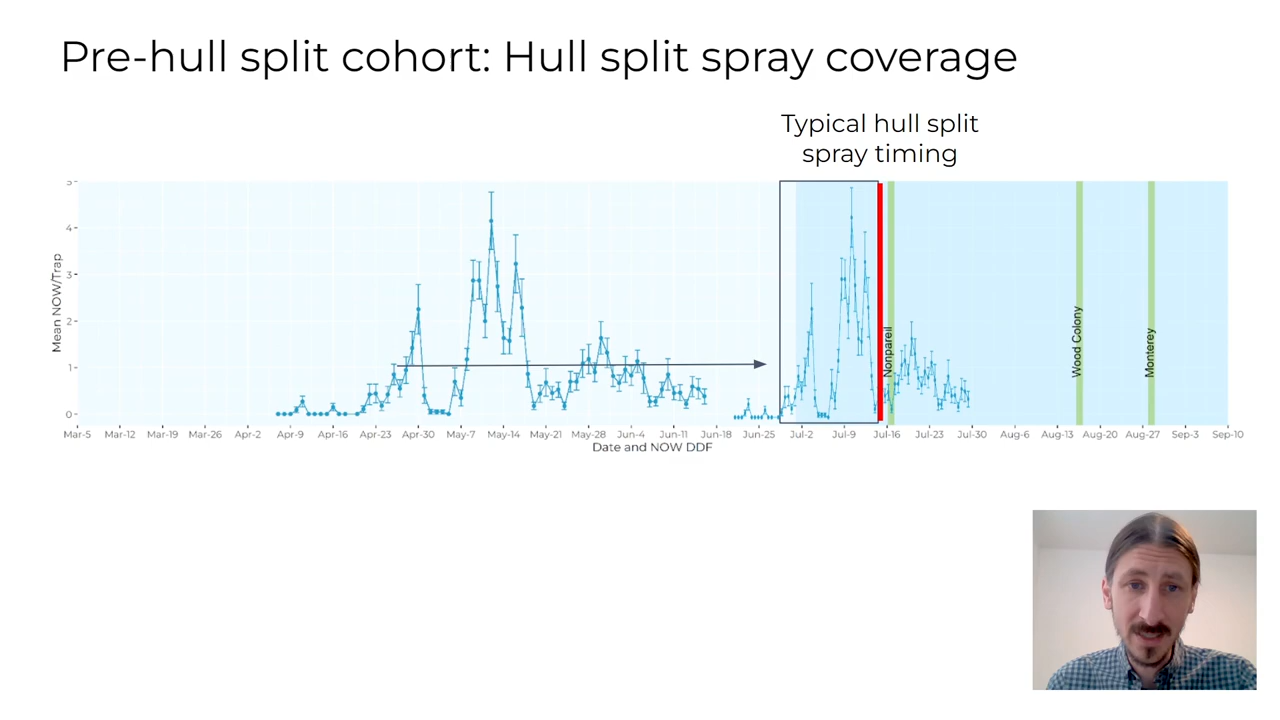 Pre-hull split cohort: Hull split spray coverage
Typical hull split
spray timing
Mean NOW/Trap
5
4
3
2
1
0
Nonpareil
Wood Colony
Monterey
Mar-5 Mar-12 Mar-19 Mar-26 Apr-2 Apr-9 Apr-16 Apr-23 Apr-30 May-7 May-14 May-21 May-28 Jun-4 Jun-11 Jun-18 Jun-25 Jul-2 Jul-9 Jul-16 Jul-23 Jul-30 Aug-6 Aug-13 Aug-20 Aug-27 Sep-3 Sep-10
Date and NOW DDF